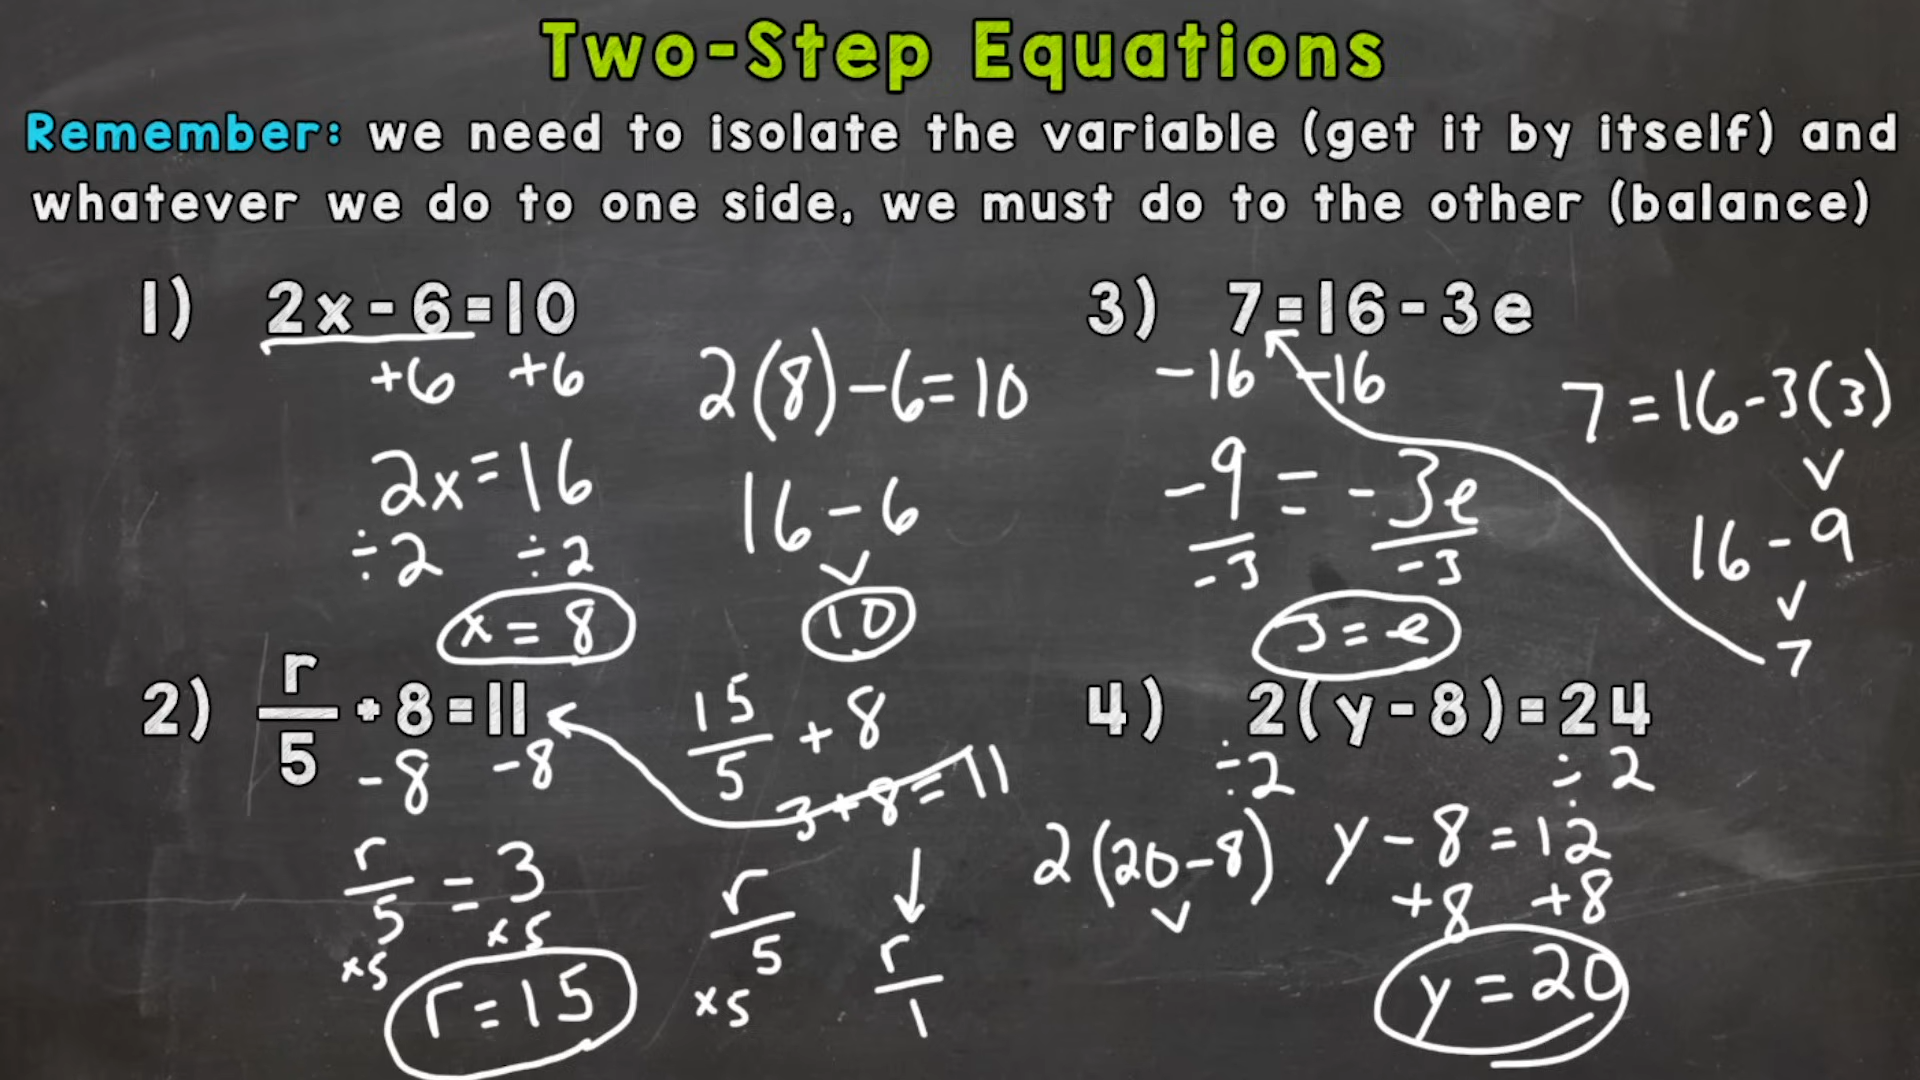 Two-Step Equations
Remember: we need to isolate the variable (get it by itself) and
whatever we do to one side, we must do to the other (balance)
1) 2x-6=10
+6 +6
2x=16
÷2 ÷2
x=8
2(8)-6=10
16-6
10
2) r/5+8=11
-8 -8
r/5=3
×5 ×5
r=15
15/5+8
3+8=11
r/5
×5
r/1
3) 7=16-3e
-16 -16
-9=-3e
-3 -3
3=e
7=16-3(3)
16-9
7
4) 2(y-8)=24
÷2 ÷2
y-8=12
+8 +8
y=20
2(20-8)